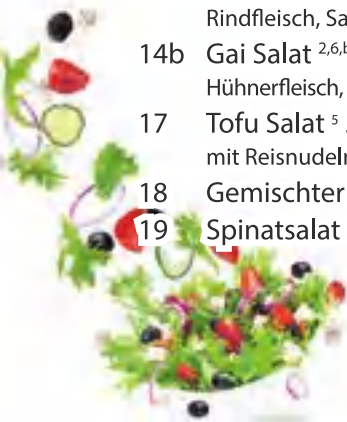 Rindfleisch, Sa
14b Gai Salat 2,6,b
Hühnerfleisch,
17 Tofu Salat 5
mit Reisnudeln
18 Gemischter
19 Spinatsalat